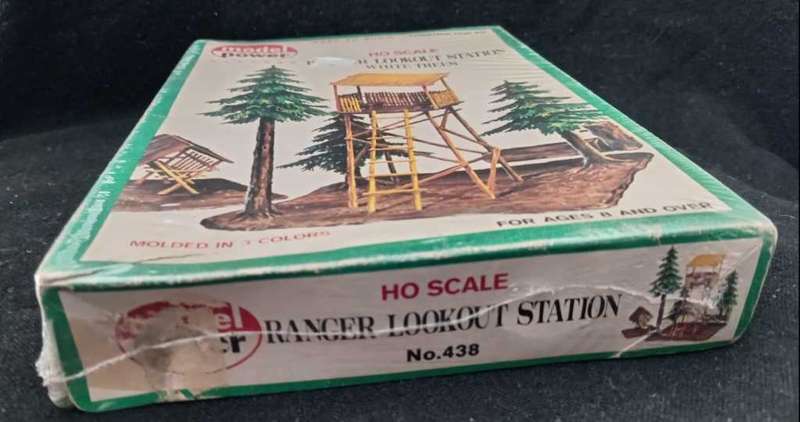 model
power
HO SCALE
LOOKOUT STATION
WITH TREES
MOLDED IN 3 COLORS
FOR AGES 8 AND OVER
HO SCALE
RANGER LOOKOUT STATION
No.438